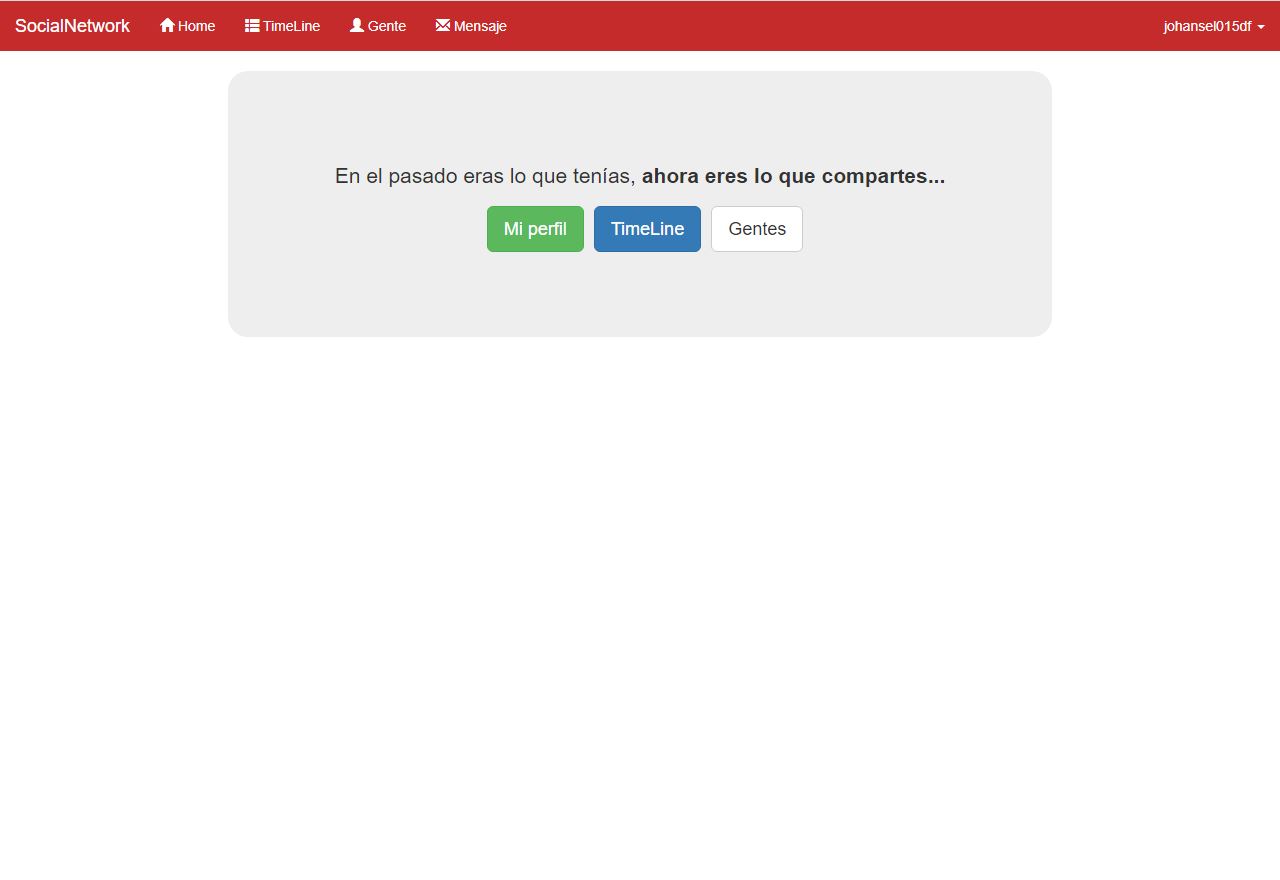 SocialNetwork Home TimeLine Gente Mensaje johansel015df
En el pasado eras lo que tenías, ahora eres lo que compartes...
Mi perfil TimeLine Gentes